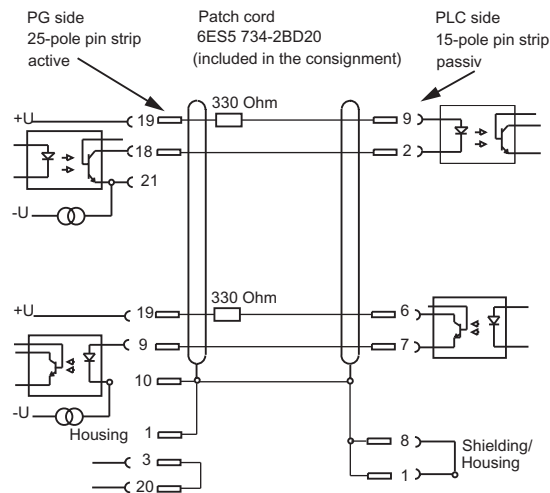 PG side
25-pole pin strip
active
Patch cord
6ES5 734-2BD20
(included in the consignment)
PLC side
15-pole pin strip
passiv
330 Ohm
+U
19
9
18
2
21
-U
330 Ohm
+U
19
6
9
7
10
-U
Housing
1
8
Shielding/
Housing
3
1
20